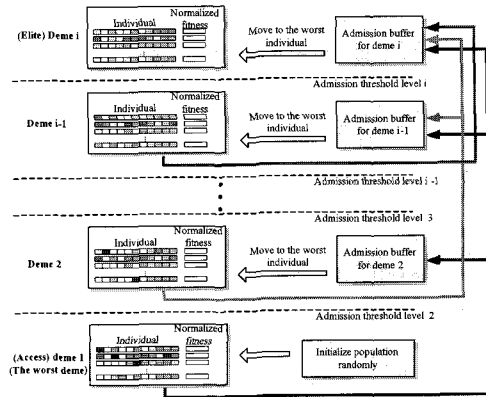 Individual
Normalized
fitness
(Elite) Deme i
Move to the worst
individual
Admission buffer
for deme i
Admission threshold level i
Individual
Normalized
fitness
Deme i-1
Move to the worst
individual
Admission buffer
for deme i-1
Admission threshold level i -1
Admission threshold level 3
Individual
Normalized
fitness
Deme 2
Move to the worst
individual
Admission buffer
for deme 2
Admission threshold level 2
Individual
Normalized
fitness
(Access) deme 1
(The worst deme)
Initialize population
randomly